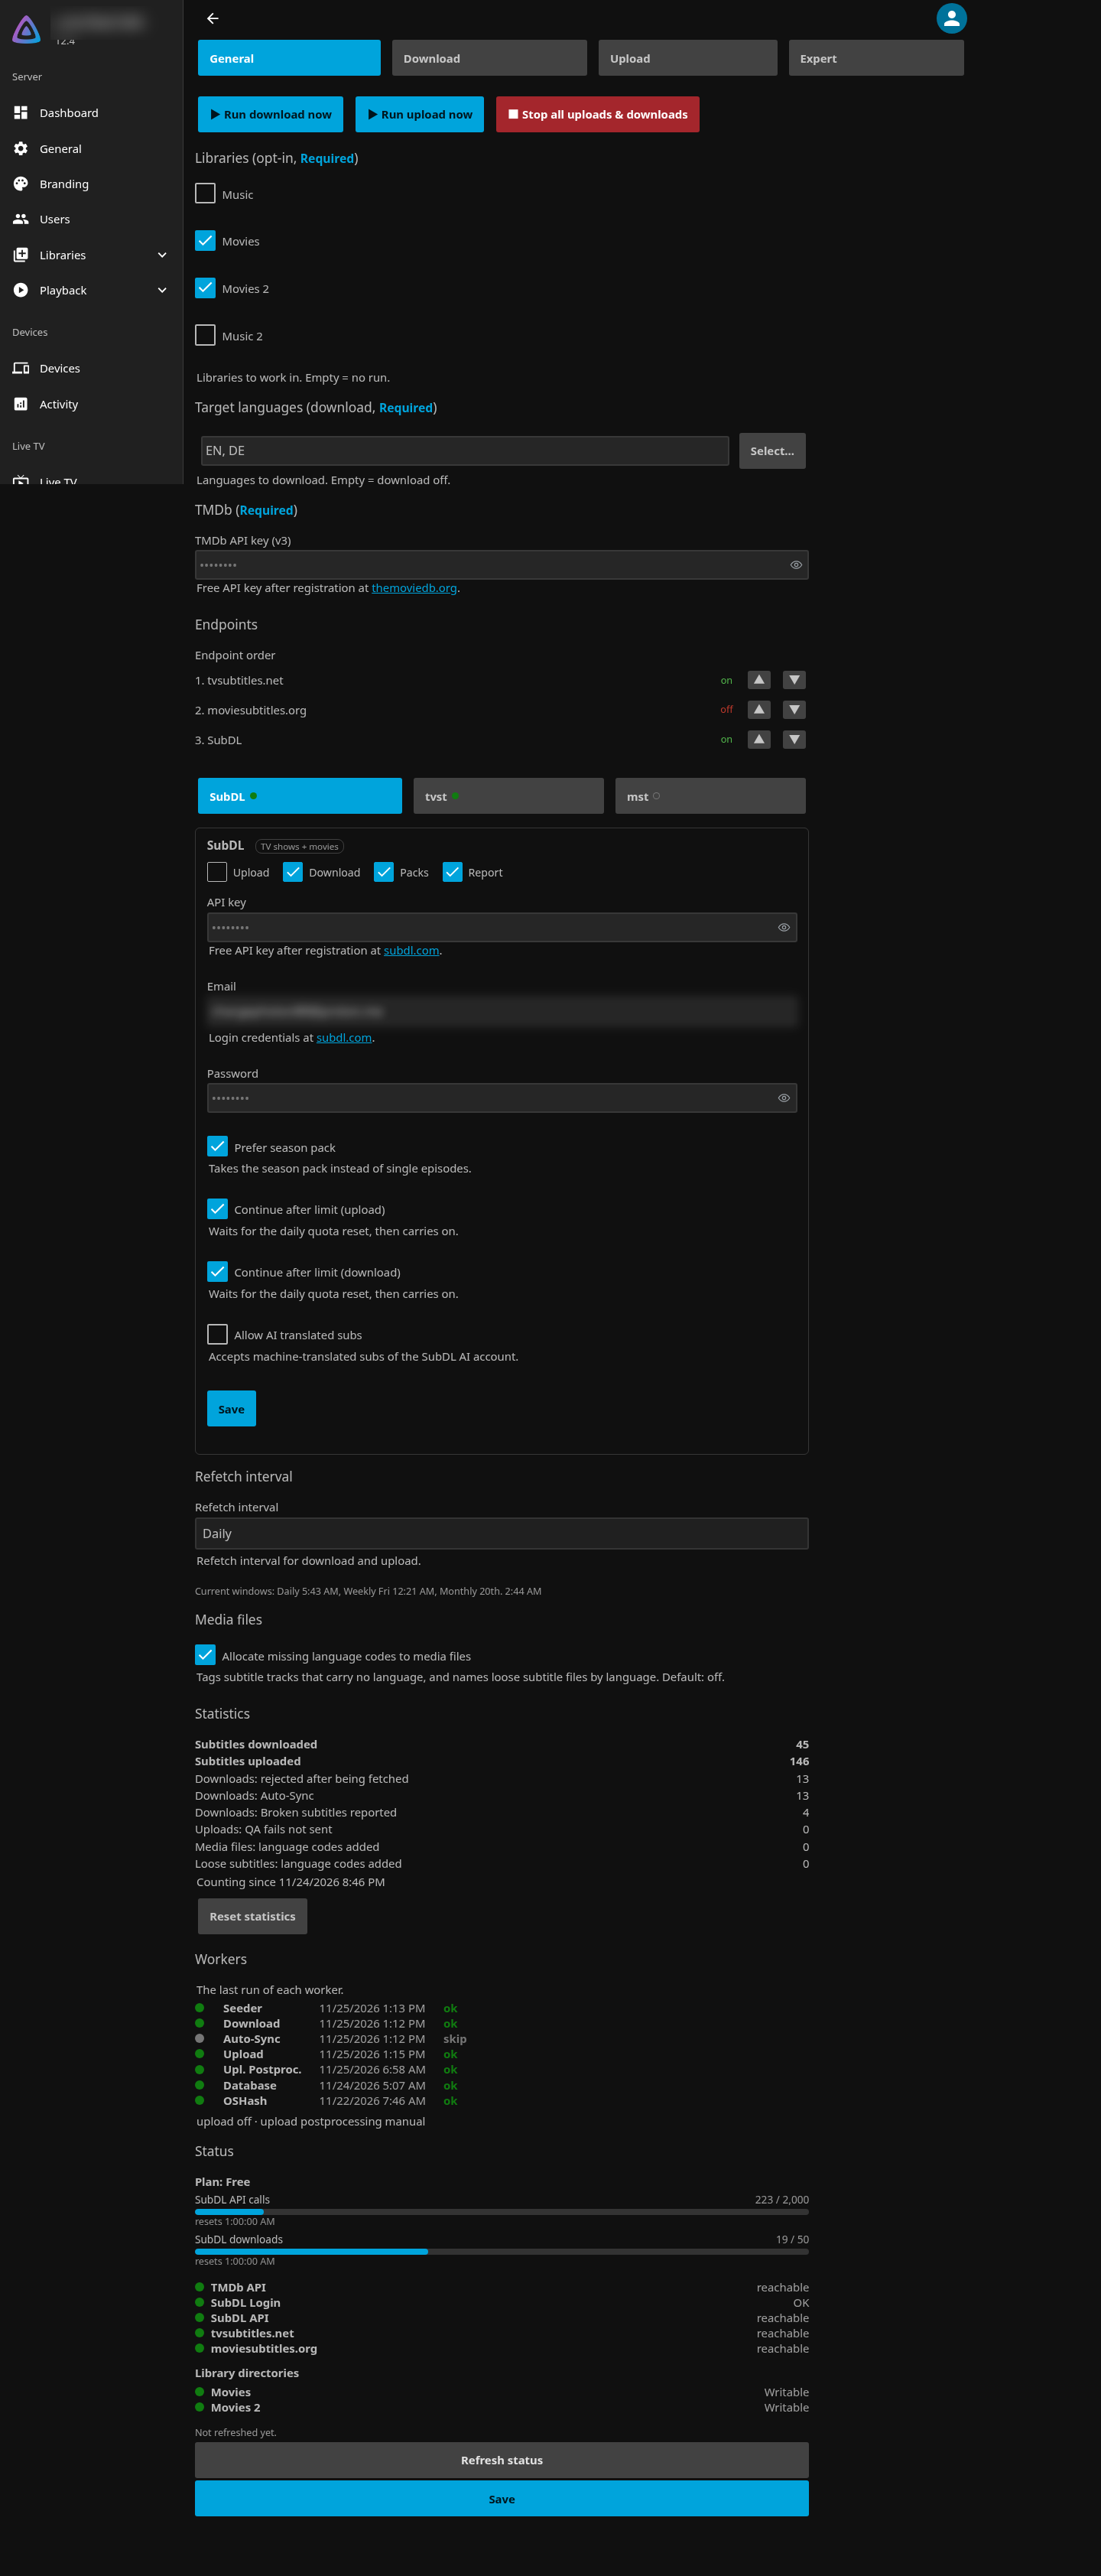 12.4
Server
Dashboard
General
Branding
Users
Libraries
Playback
Devices
Devices
Activity
Live TV
Live TV
General
Download
Upload
Expert
▶ Run download now
▶ Run upload now
■ Stop all uploads & downloads
Libraries (opt-in, Required)
Music
Movies
Movies 2
Music 2
Libraries to work in. Empty = no run.
Target languages (download, Required)
EN, DE
Select...
Languages to download. Empty = download off.
TMDb (Required)
TMDb API key (v3)
••••••••
Free API key after registration at themoviedb.org.
Endpoints
Endpoint order
1. tvsubtitles.net on ▲ ▼
2. moviesubtitles.org off ▲ ▼
3. SubDL on ▲ ▼
SubDL
tvst
mst
SubDL TV shows + movies
Upload Download Packs Report
API key
••••••••
Free API key after registration at subdl.com.
Email
Login credentials at subdl.com.
Password
••••••••
Prefer season pack
Takes the season pack instead of single episodes.
Continue after limit (upload)
Waits for the daily quota reset, then carries on.
Continue after limit (download)
Waits for the daily quota reset, then carries on.
Allow AI translated subs
Accepts machine-translated subs of the SubDL AI account.
Save
Refetch interval
Refetch interval
Daily
Refetch interval for download and upload.
Current windows: Daily 5:43 AM, Weekly Fri 12:21 AM, Monthly 20th. 2:44 AM
Media files
Allocate missing language codes to media files
Tags subtitle tracks that carry no language, and names loose subtitle files by language. Default: off.
Statistics
Subtitles downloaded 45
Subtitles uploaded 146
Downloads: rejected after being fetched 13
Downloads: Auto-Sync 13
Downloads: Broken subtitles reported 4
Uploads: QA fails not sent 0
Media files: language codes added 0
Loose subtitles: language codes added 0
Counting since 11/24/2026 8:46 PM
Reset statistics
Workers
The last run of each worker.
Seeder 11/25/2026 1:13 PM ok
Download 11/25/2026 1:12 PM ok
Auto-Sync 11/25/2026 1:12 PM skip
Upload 11/25/2026 1:15 PM ok
Upl. Postproc. 11/25/2026 6:58 AM ok
Database 11/24/2026 5:07 AM ok
OSHash 11/22/2026 7:46 AM ok
upload off · upload postprocessing manual
Status
Plan: Free
SubDL API calls 223 / 2,000
resets 1:00:00 AM
SubDL downloads 19 / 50
resets 1:00:00 AM
TMDb API reachable
SubDL Login OK
SubDL API reachable
tvsubtitles.net reachable
moviesubtitles.org reachable
Library directories
Movies Writable
Movies 2 Writable
Not refreshed yet.
Refresh status
Save